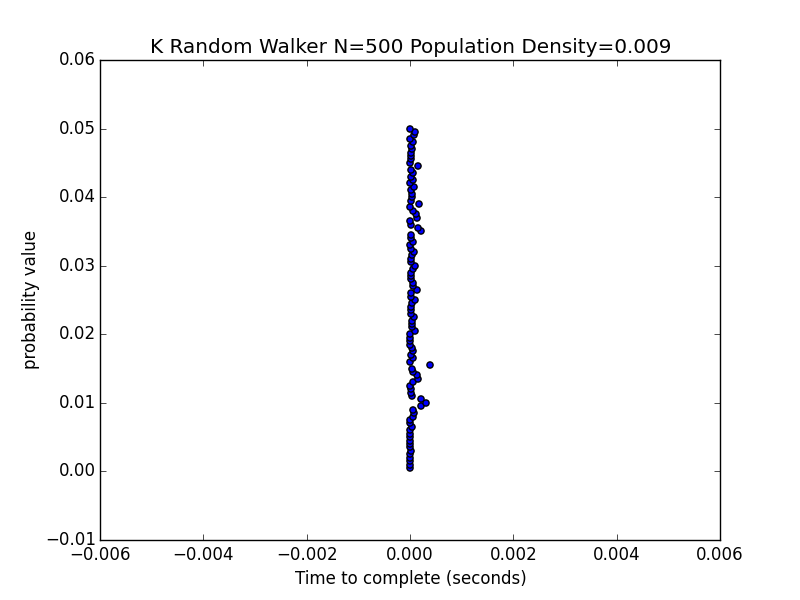 K Random Walker N=500 Population Density=0.009
0.06
0.05
0.04
0.03
0.02
0.01
0.00
−0.01
probability value
−0.006 −0.004 −0.002 0.000 0.002 0.004 0.006
Time to complete (seconds)